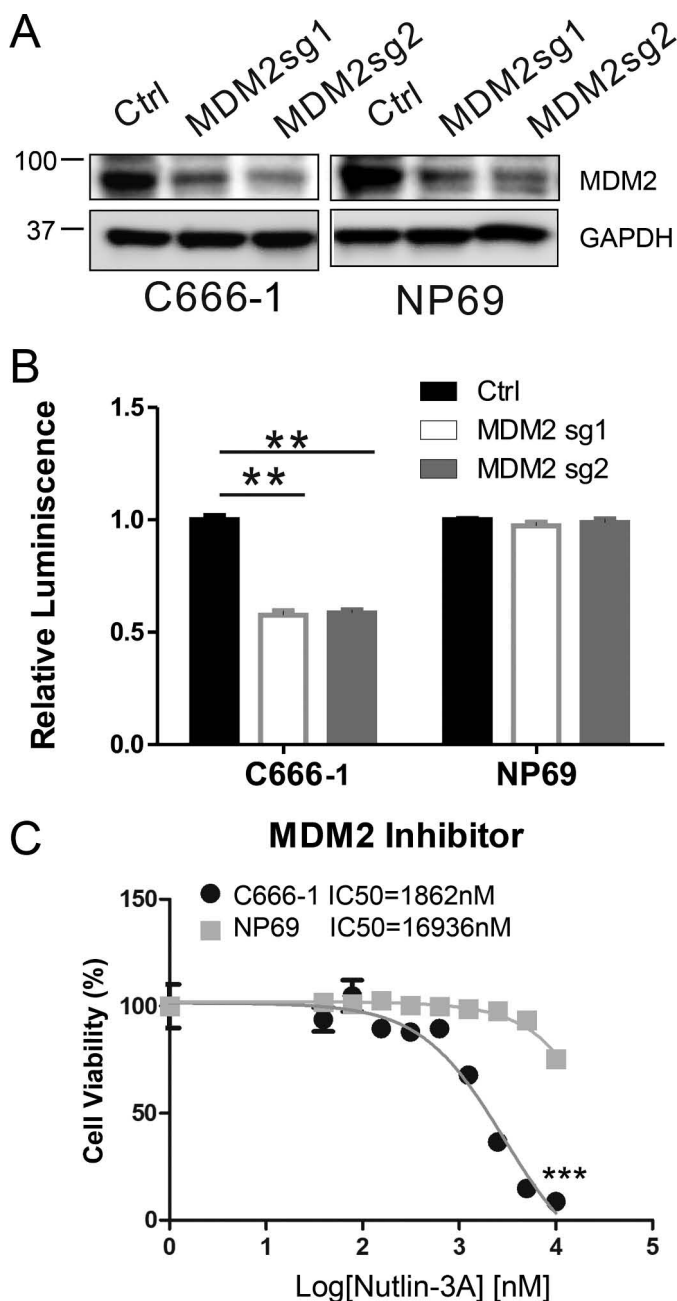 A
Ctrl MDM2sg1 MDM2sg2 Ctrl MDM2sg1 MDM2sg2
100 MDM2
37 GAPDH
C666-1 NP69
B
Ctrl
MDM2 sg1
MDM2 sg2
Relative Luminiscence
1.5
1.0
0.5
0.0
**
**
C666-1 NP69
MDM2 Inhibitor
C
C666-1 IC50=1862nM
NP69 IC50=16936nM
Cell Viability (%)
150
100
50
0
***
0 1 2 3 4 5
Log[Nutlin-3A] [nM]